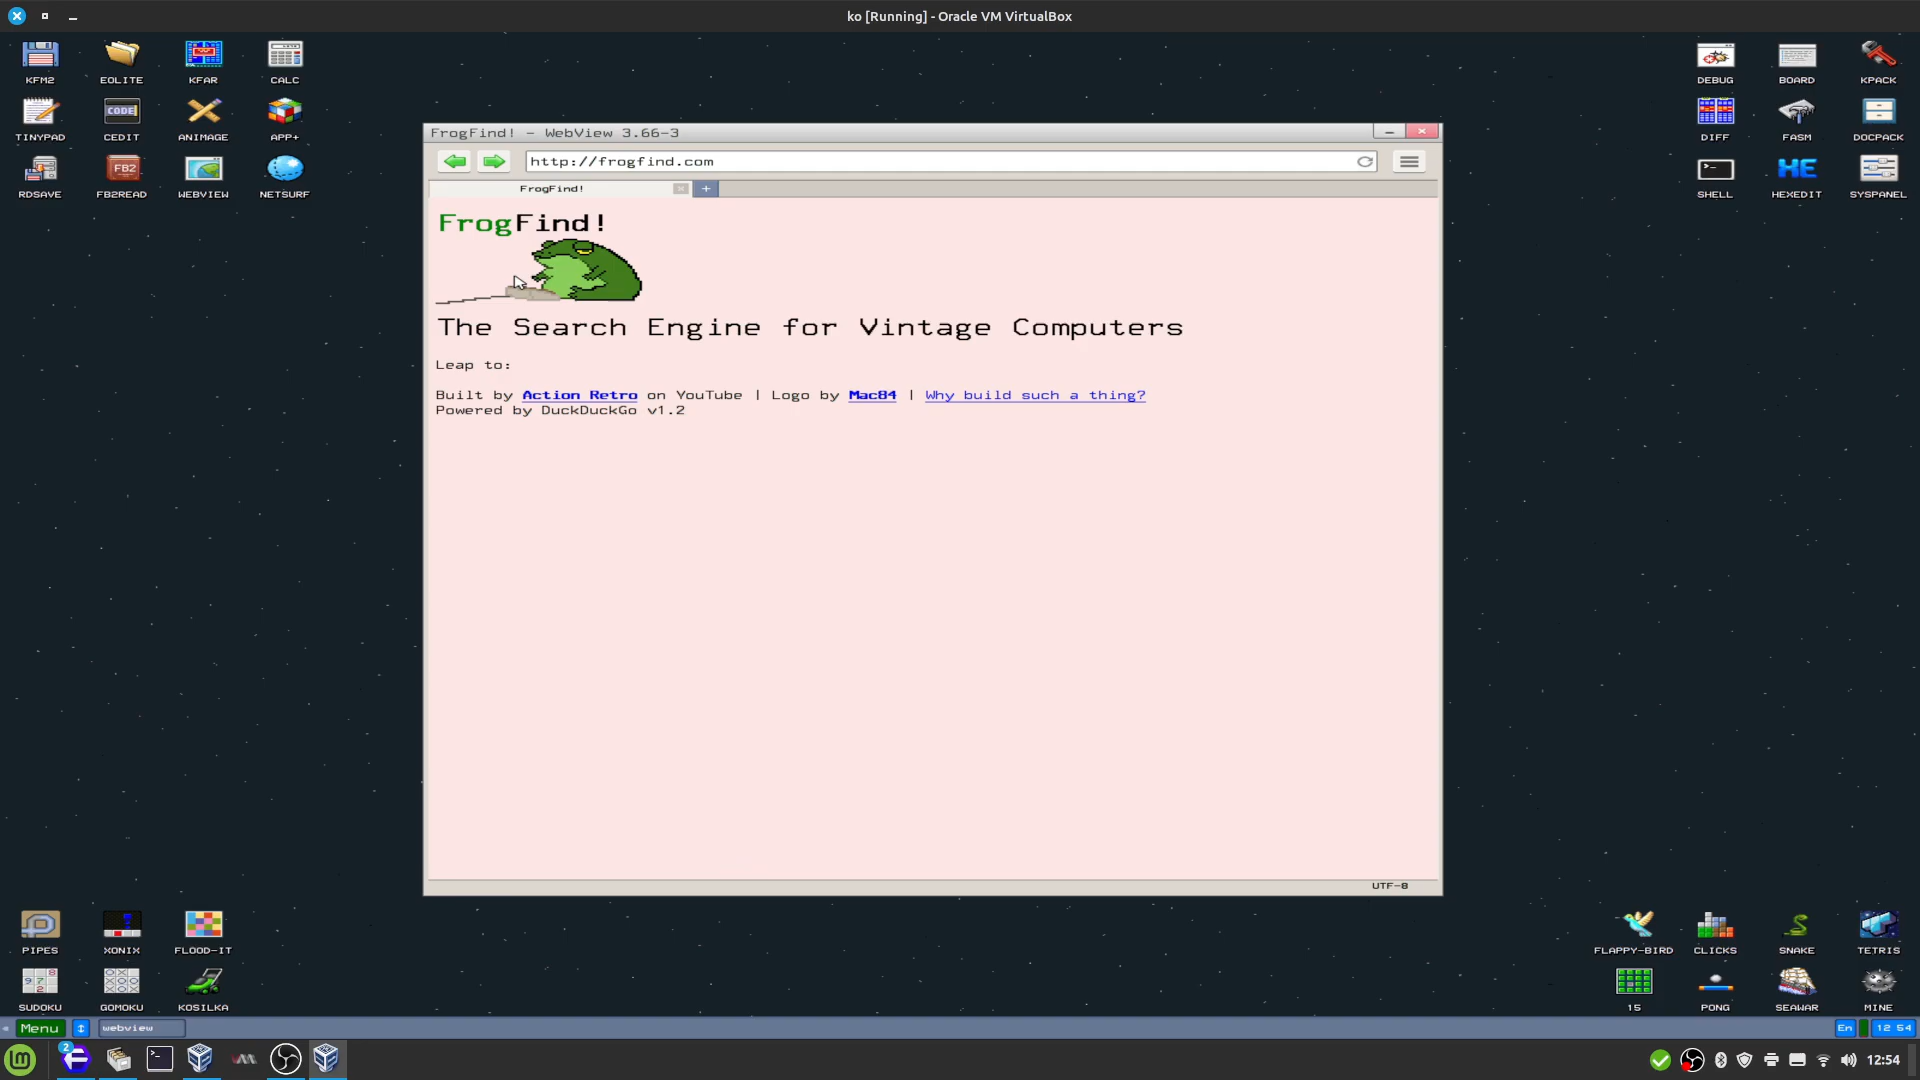 ko [Running] - Oracle VM VirtualBox
KFM2 EOLITE KFAR CALC
DEBUG BOARD KPACK
CODE
TINYPAD CEDIT ANIMAGE APP+
DIFF FASM DOCPACK
FB2
HE
RDSAVE FB2READ WEBVIEW NETSURF
SHELL HEXEDIT SYSPANEL
FrogFind! - WebView 3.66-3
http://frogfind.com
FrogFind!
FrogFind!
The Search Engine for Vintage Computers
Leap to:
Built by Action Retro on YouTube | Logo by Mac84 | Why build such a thing?
Powered by DuckDuckGo v1.2
UTF-8
PIPES XONIX FLOOD-IT
FLAPPY-BIRD CLICKS SNAKE TETRIS
SUDOKU GOMOKU KOSILKA
15 PONG SEAWAR MINE
Menu webview En 12 54
2
12:54